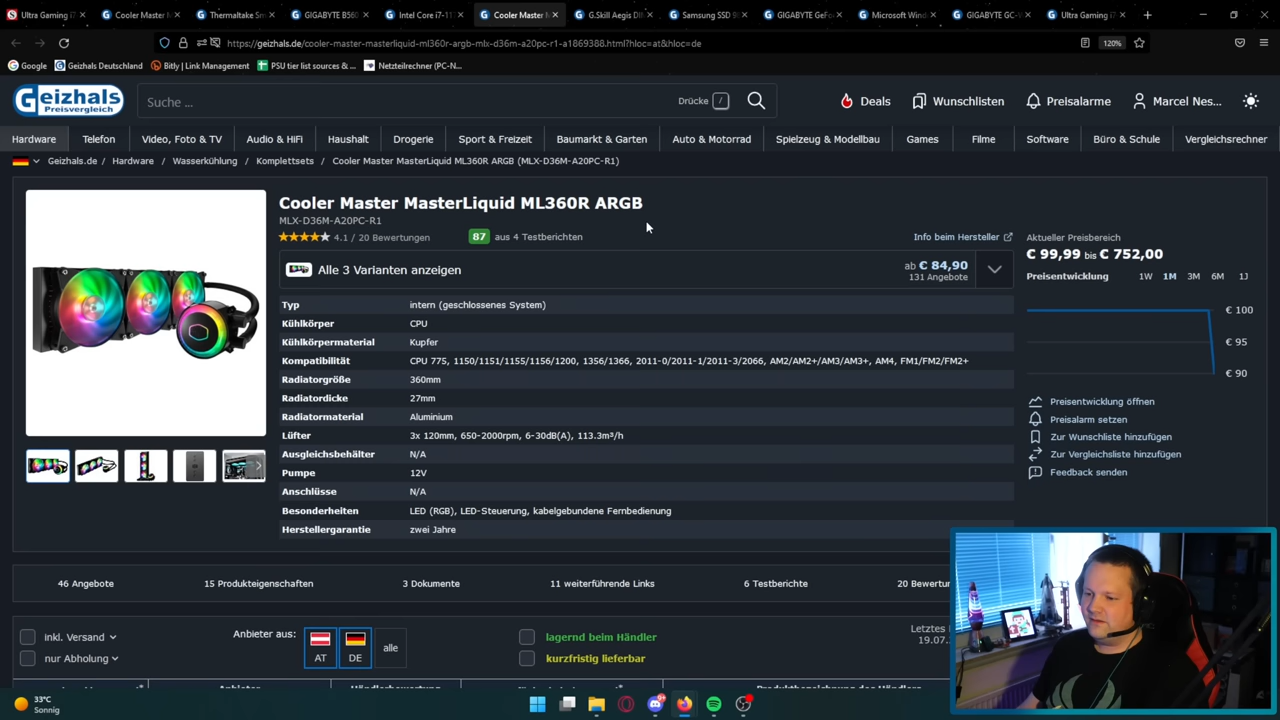 Ultra Gaming i7
Cooler Master M
Thermaltake Sm
GIGABYTE B560
Intel Core i7-11
Cooler Master M
G.Skill Aegis DIM
Samsung SSD 98
GIGABYTE GeFo
Microsoft Wind
GIGABYTE GC-W
Ultra Gaming i7-
https://geizhals.de/cooler-master-masterliquid-ml360r-argb-mlx-d36m-a20pc-r1-a1869388.html?hloc=at&hloc=de
120%
Google
Geizhals Deutschland
Bitly | Link Management
PSU tier list sources & ...
Netzteilrechner (PC-N...
Geizhals
Preisvergleich
Suche ...
Drücke /
Deals
Wunschlisten
Preisalarme
Marcel Nes...
Hardware
Telefon
Video, Foto & TV
Audio & HiFi
Haushalt
Drogerie
Sport & Freizeit
Baumarkt & Garten
Auto & Motorrad
Spielzeug & Modellbau
Games
Filme
Software
Büro & Schule
Vergleichsrechner
Geizhals.de / Hardware / Wasserkühlung / Komplettsets / Cooler Master MasterLiquid ML360R ARGB (MLX-D36M-A20PC-R1)
Cooler Master MasterLiquid ML360R ARGB
MLX-D36M-A20PC-R1
4.1 / 20 Bewertungen
87 aus 4 Testberichten
Info beim Hersteller
Alle 3 Varianten anzeigen
ab € 84,90
131 Angebote
Typ intern (geschlossenes System)
Kühlkörper CPU
Kühlkörpermaterial Kupfer
Kompatibilität CPU 775, 1150/1151/1155/1156/1200, 1356/1366, 2011-0/2011-1/2011-3/2066, AM2/AM2+/AM3/AM3+, AM4, FM1/FM2/FM2+
Radiatorgröße 360mm
Radiatordicke 27mm
Radiatormaterial Aluminium
Lüfter 3x 120mm, 650-2000rpm, 6-30dB(A), 113.3m³/h
Ausgleichsbehälter N/A
Pumpe 12V
Anschlüsse N/A
Besonderheiten LED (RGB), LED-Steuerung, kabelgebundene Fernbedienung
Herstellergarantie zwei Jahre
Aktueller Preisbereich
€ 99,99 bis € 752,00
Preisentwicklung 1W 1M 3M 6M 1J
€ 100
€ 95
€ 90
Preisentwicklung öffnen
Preisalarm setzen
Zur Wunschliste hinzufügen
Zur Vergleichsliste hinzufügen
Feedback senden
46 Angebote
15 Produkteigenschaften
3 Dokumente
11 weiterführende Links
6 Testberichte
20 Bewertun
inkl. Versand
nur Abholung
Anbieter aus:
AT
DE
alle
lagernd beim Händler
kurzfristig lieferbar
Letztes
19.07.
33°C
Sonnig